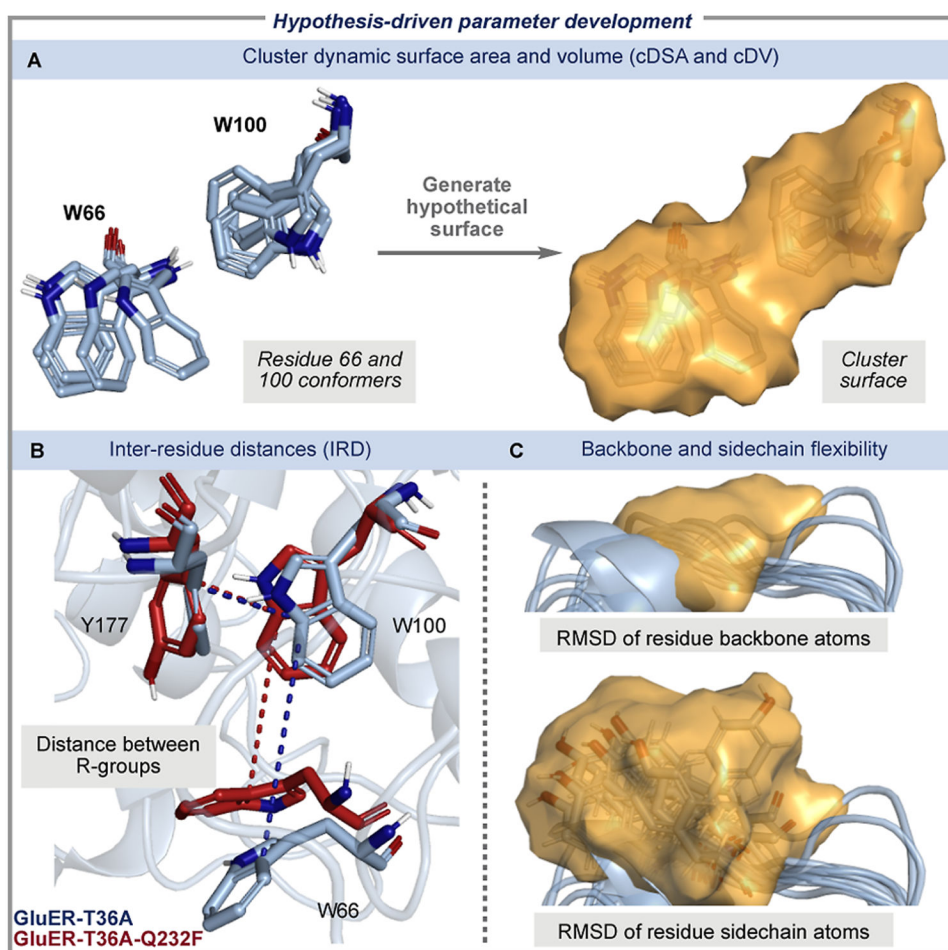 Hypothesis-driven parameter development
A
Cluster dynamic surface area and volume (cDSA and cDV)
W100
W66
Generate
hypothetical
surface
Residue 66 and
100 conformers
Cluster
surface
B
Inter-residue distances (IRD)
Y177
W100
Distance between
R-groups
W66
GluER-T36A
GluER-T36A-Q232F
C
Backbone and sidechain flexibility
RMSD of residue backbone atoms
RMSD of residue sidechain atoms